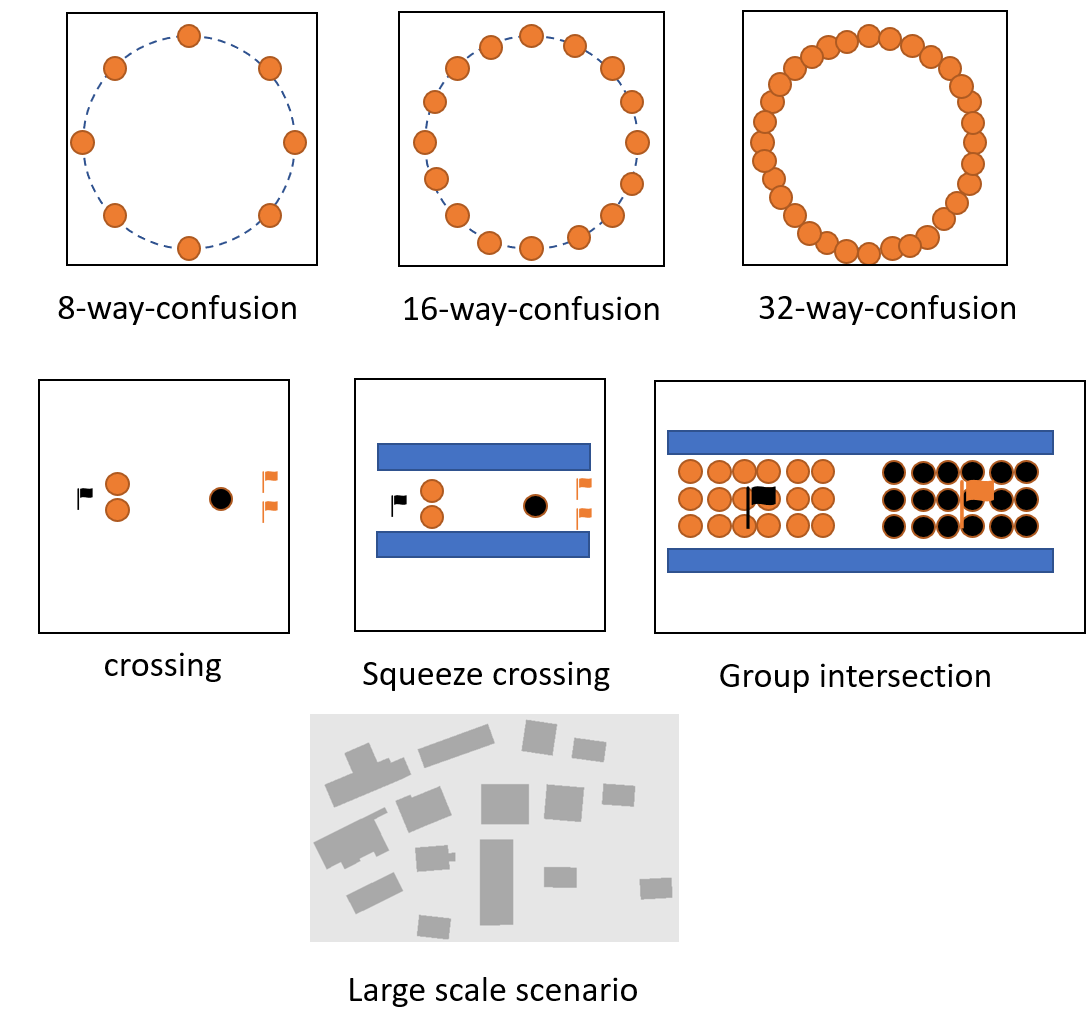 8-way-confusion
16-way-confusion
32-way-confusion
crossing
Squeeze crossing
Group intersection
Large scale scenario